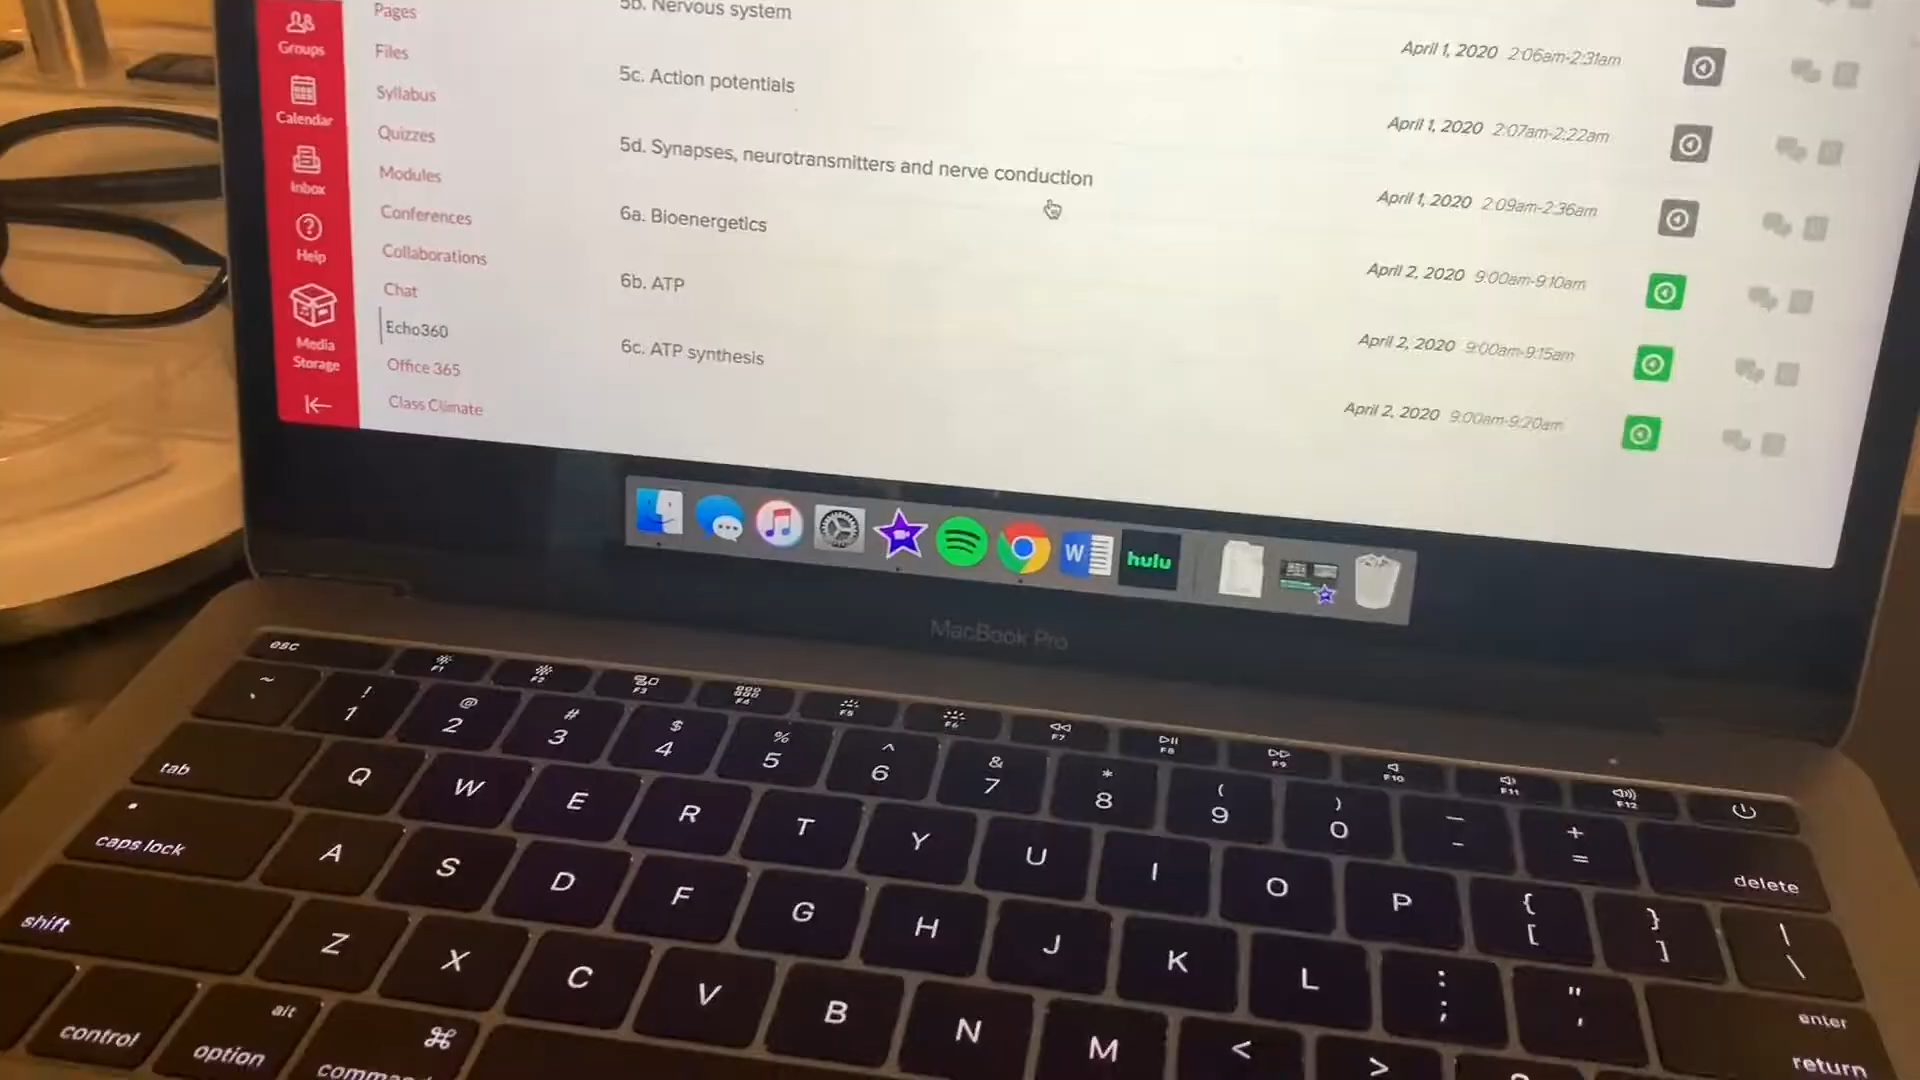 Groups
Calendar
Inbox
Help
Media
Storage
Pages
Files
Syllabus
Quizzes
Modules
Conferences
Collaborations
Chat
Echo360
Office 365
Class Climate
5b. Nervous system
April 1, 2020 2:06am-2:31am
5c. Action potentials
April 1, 2020 2:07am-2:22am
5d. Synapses, neurotransmitters and nerve conduction
April 1, 2020 2:09am-2:36am
6a. Bioenergetics
April 2, 2020 9:00am-9:10am
6b. ATP
April 2, 2020 9:00am-9:15am
6c. ATP synthesis
April 2, 2020 9:00am-9:20am
W hulu
MacBook Pro
esc F1 F2 F3 F4 F5 F6 F7 F8 F9 F10 F11 F12
~ ! @ # $ % ^ & * ( ) — +
` 1 2 3 4 5 6 7 8 9 0 - =
delete
tab Q W E R T Y U I O P { [ } ] | \
caps lock A S D F G H J K L : ; " '
enter
return
shift Z X C V B N M < >
control alt option ⌘